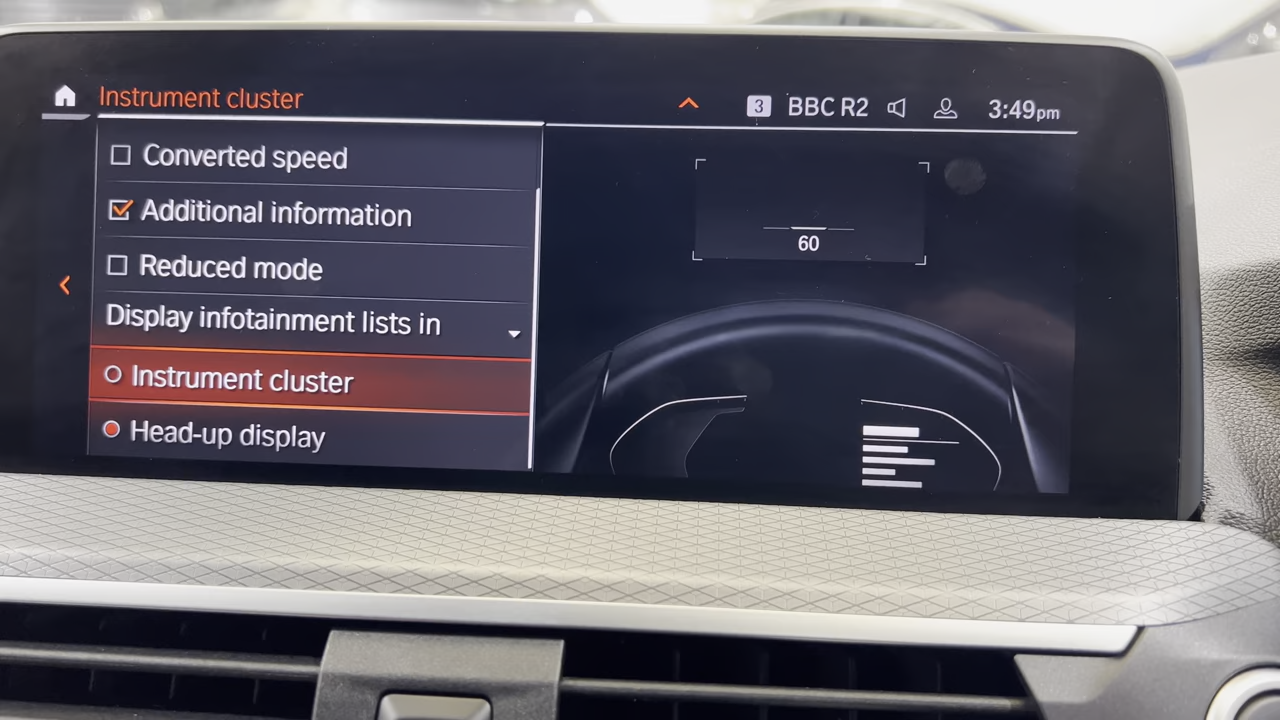 Instrument cluster
3 BBC R2 3:49pm
Converted speed
Additional information
Reduced mode
Display infotainment lists in
Instrument cluster
Head-up display
60